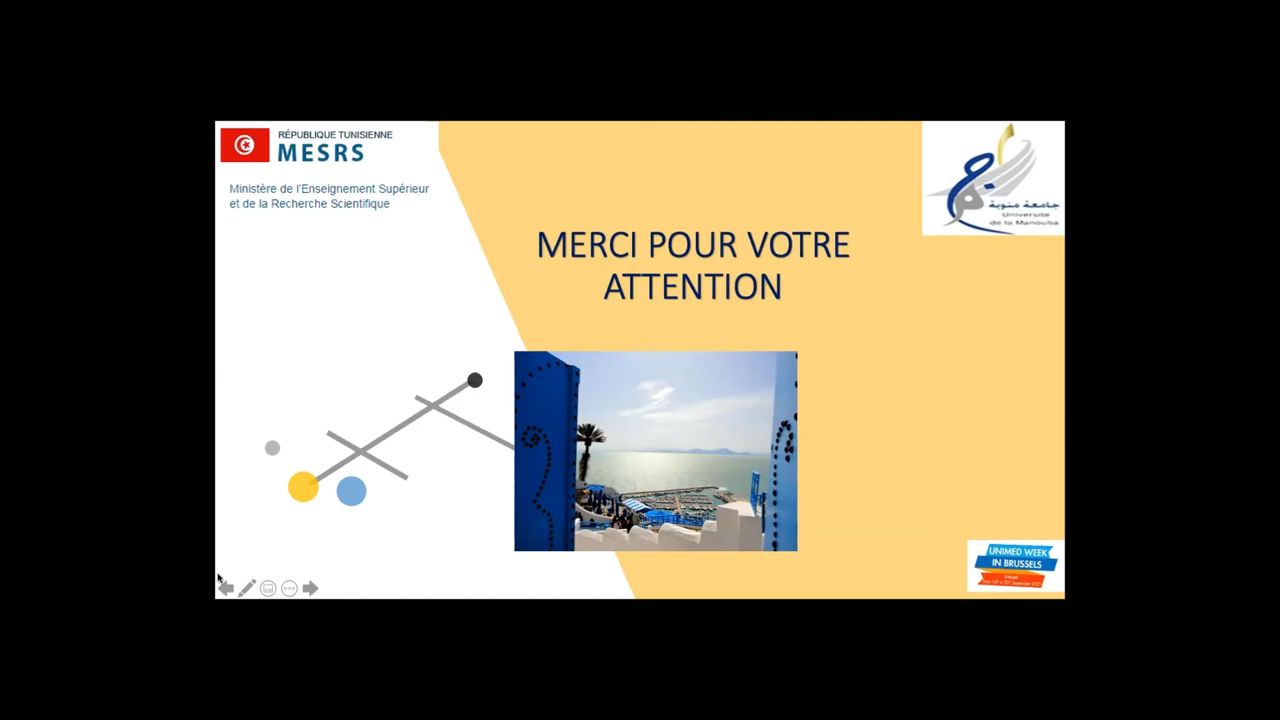 RÉPUBLIQUE TUNISIENNE
MESRS
Ministère de l'Enseignement Supérieur
et de la Recherche Scientifique
جامعة منوبة
Université
de la Manouba
MERCI POUR VOTRE
ATTENTION
UNIMED WEEK
IN BRUSSELS